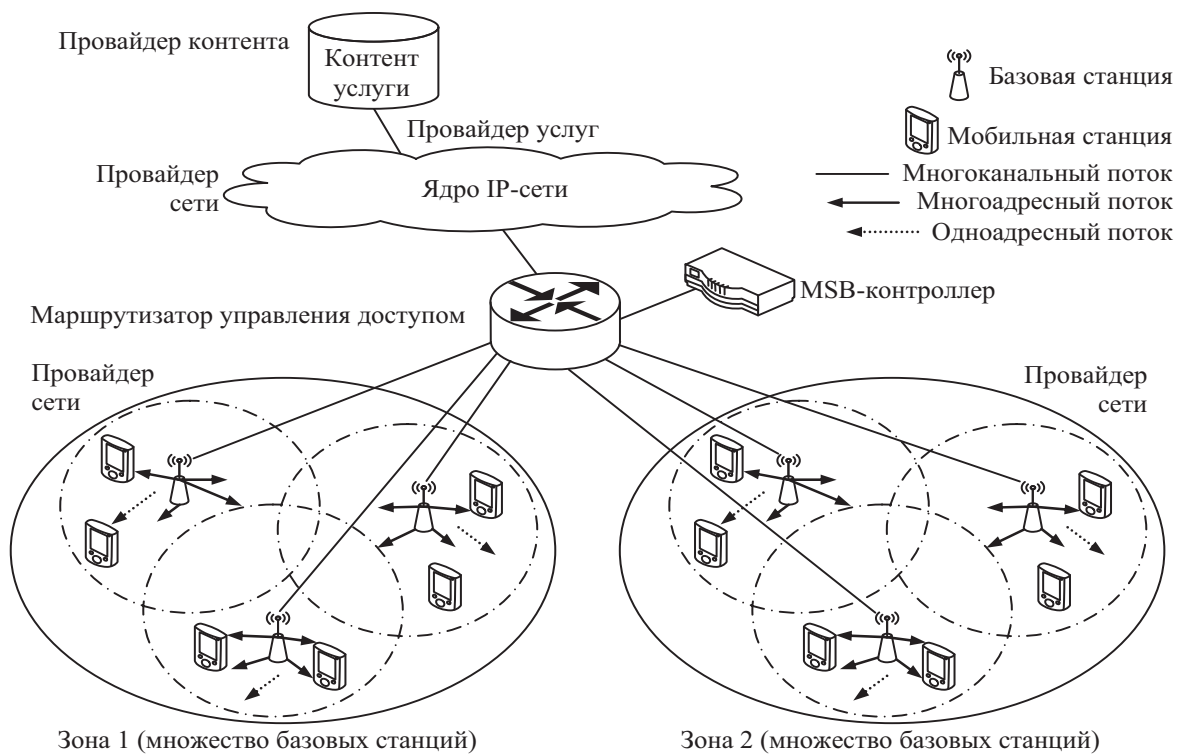 Провайдер контента
Контент
услуги
Базовая станция
Мобильная станция
Многоканальный поток
Многоадресный поток
Одноадресный поток
Провайдер услуг
Провайдер
сети
Ядро IP-сети
MSB-контроллер
Маршрутизатор управления доступом
Провайдер
сети
Провайдер
сети
Зона 1 (множество базовых станций)
Зона 2 (множество базовых станций)